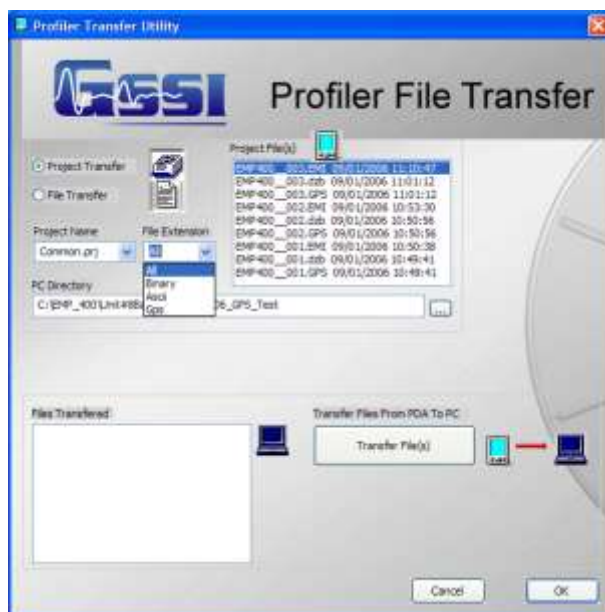 Profiler Transfer Utility
GSSI
Profiler File Transfer
Project Transfer
File Transfer
Project File(s)
EMP400__003.EMI 09/01/2006 11:10:47
EMP400__003.dzb 09/01/2006 11:01:12
EMP400__003.GPS 09/01/2006 11:01:12
EMP400__002.EMI 09/01/2006 10:53:30
EMP400__002.dzb 09/01/2006 10:50:56
EMP400__002.GPS 09/01/2006 10:50:56
EMP400__001.EMI 09/01/2006 10:50:38
EMP400__001.dzb 09/01/2006 10:49:41
EMP400__001.GPS 09/01/2006 10:49:41
Project Name
File Extension
Common.prj
All
All
Binary
Ascii
Gps
PC Directory
C:\EMP_400\Unit#8 06_GPS_Test
...
Files Transfered
Transfer Files From PDA To PC
Transfer File(s)
Cancel
OK